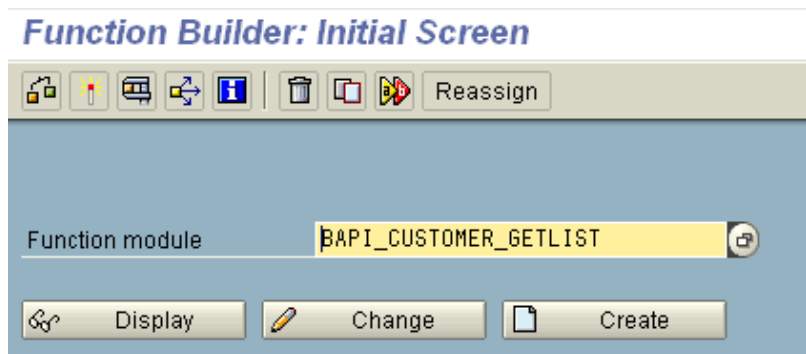 Function Builder: Initial Screen
Reassign
Function module BAPI_CUSTOMER_GETLIST
Display Change Create